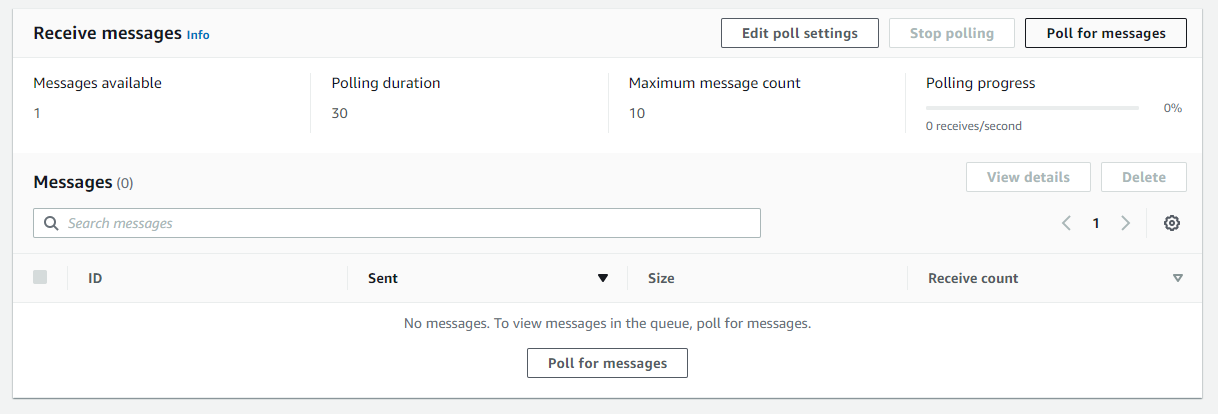 Receive messages Info
Edit poll settings
Stop polling
Poll for messages
Messages available
1
Polling duration
30
Maximum message count
10
Polling progress
0%
0 receives/second
Messages (0)
View details
Delete
Search messages
1
ID
Sent
Size
Receive count
No messages. To view messages in the queue, poll for messages.
Poll for messages